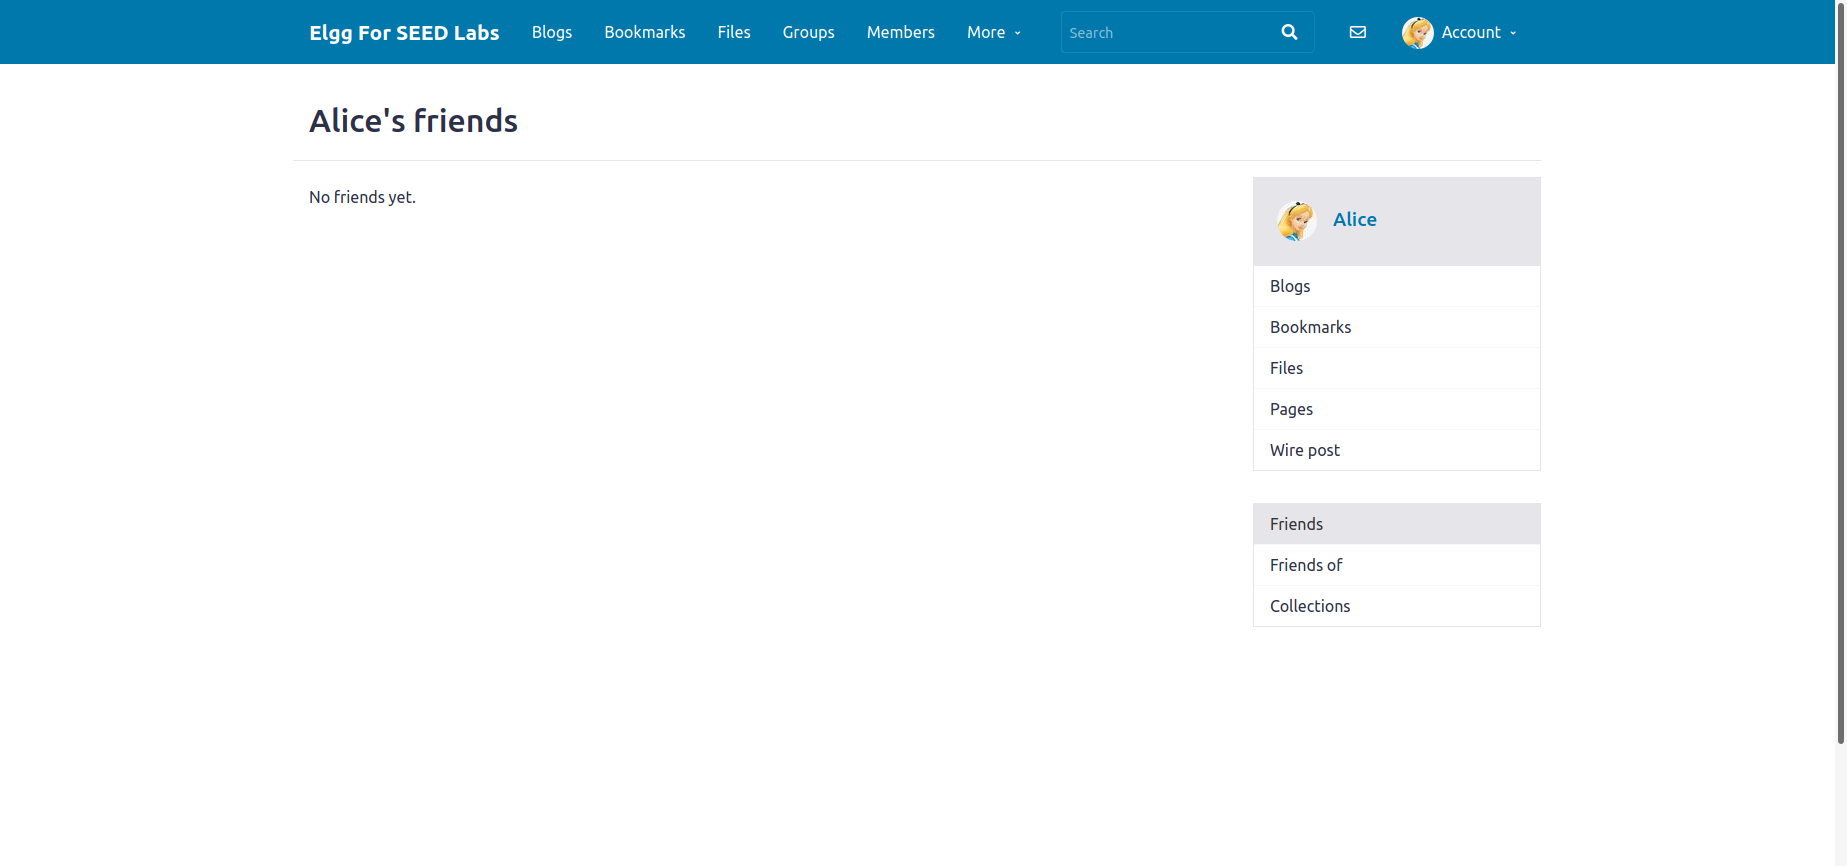 Elgg For SEED Labs Blogs Bookmarks Files Groups Members More Search Account
Alice's friends
No friends yet.
Alice
Blogs
Bookmarks
Files
Pages
Wire post
Friends
Friends of
Collections